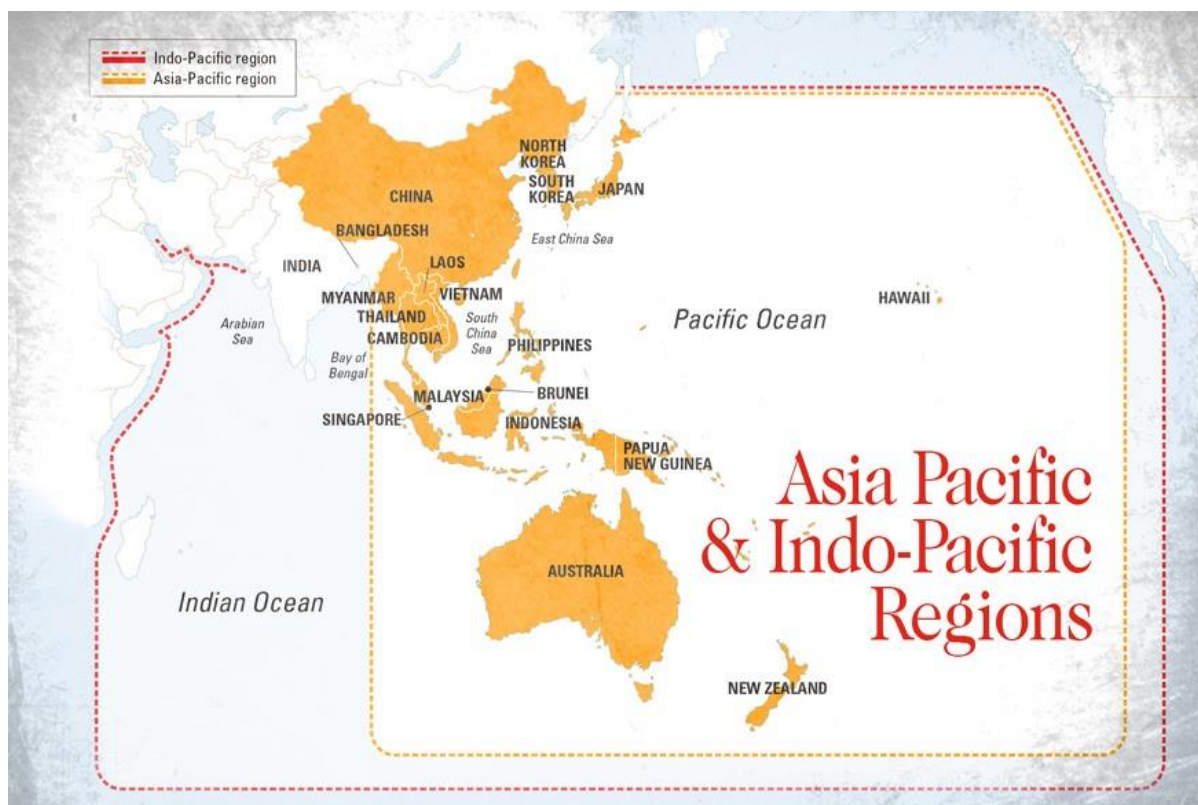 Indo-Pacific region
Asia-Pacific region
NORTH
KOREA
SOUTH
KOREA
JAPAN
CHINA
East China Sea
BANGLADESH
INDIA
LAOS
MYANMAR
VIETNAM
THAILAND
CAMBODIA
South
China
Sea
Arabian
Sea
Bay of
Bengal
PHILIPPINES
HAWAII
Pacific Ocean
MALAYSIA
BRUNEI
SINGAPORE
INDONESIA
PAPUA
NEW GUINEA
Asia Pacific
& Indo-Pacific
Regions
AUSTRALIA
Indian Ocean
NEW ZEALAND